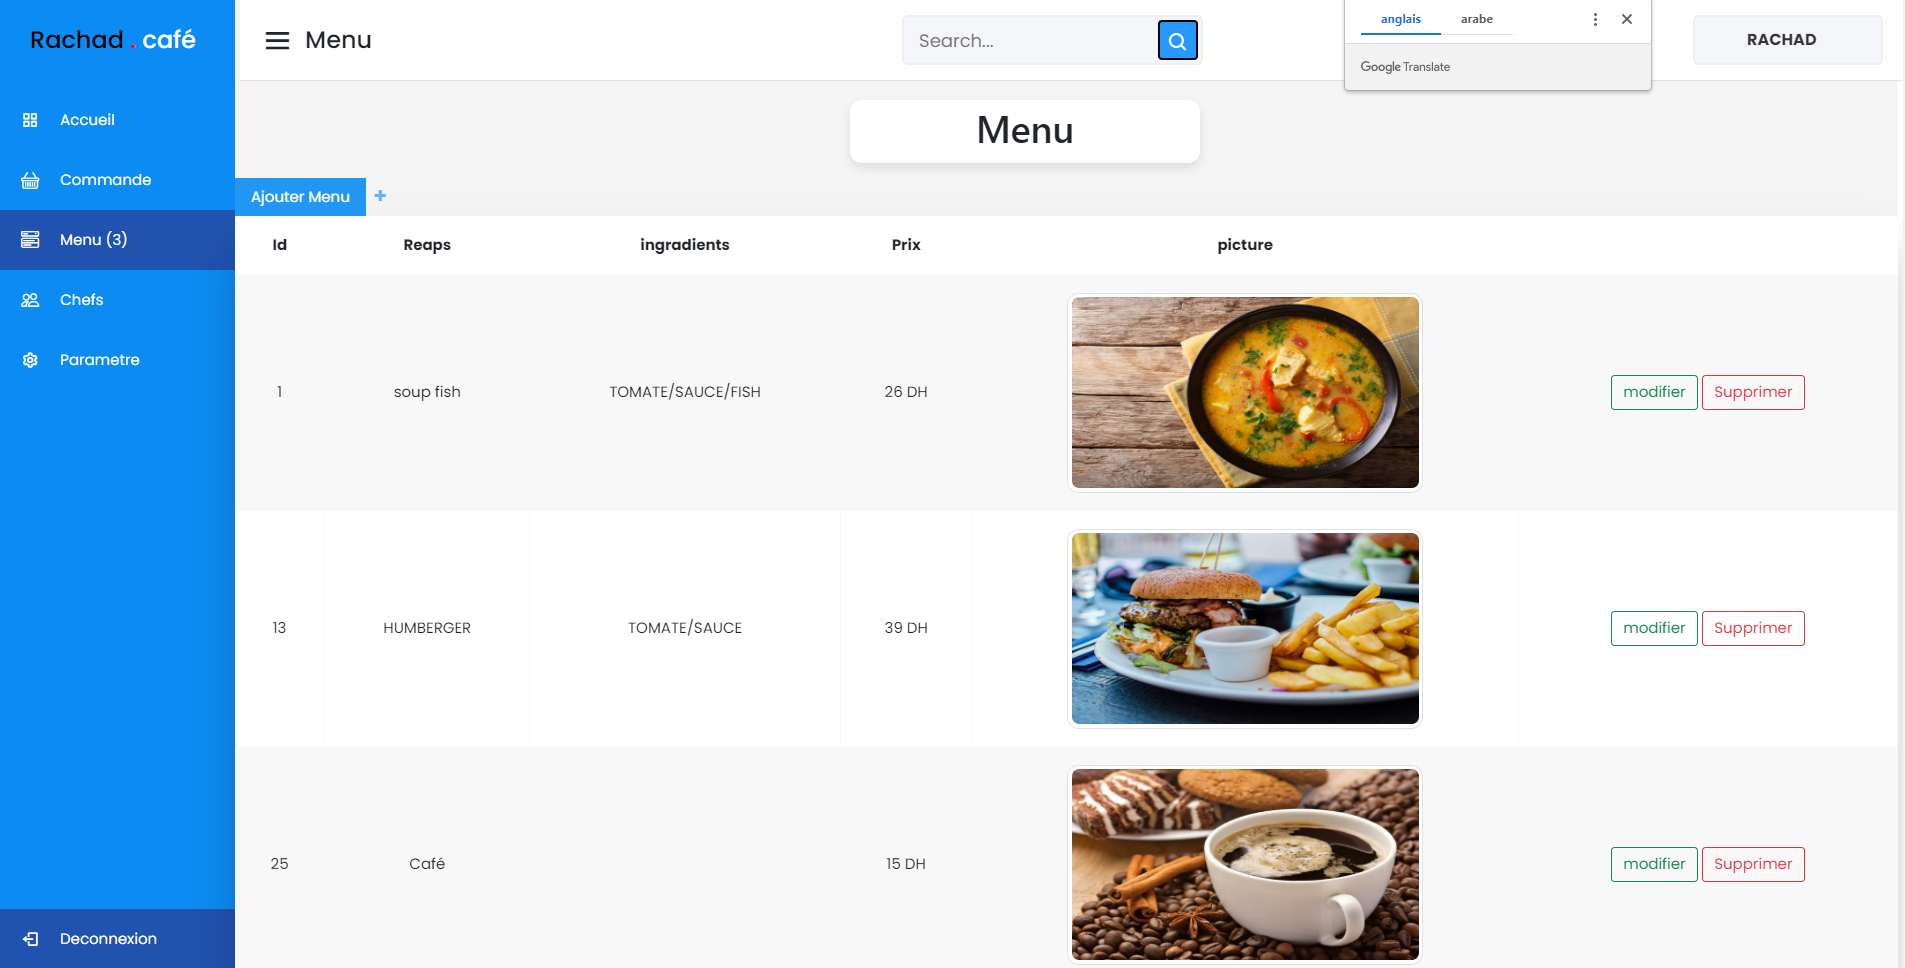 Rachad . café
Menu
Search...
anglais arabe
Google Translate
RACHAD
Accueil
Commande
Menu (3)
Chefs
Parametre
Deconnexion
Menu
Ajouter Menu +
Id Reaps ingradients Prix picture
1 soup fish TOMATE/SAUCE/FISH 26 DH modifier Supprimer
13 HUMBERGER TOMATE/SAUCE 39 DH modifier Supprimer
25 Café 15 DH modifier Supprimer